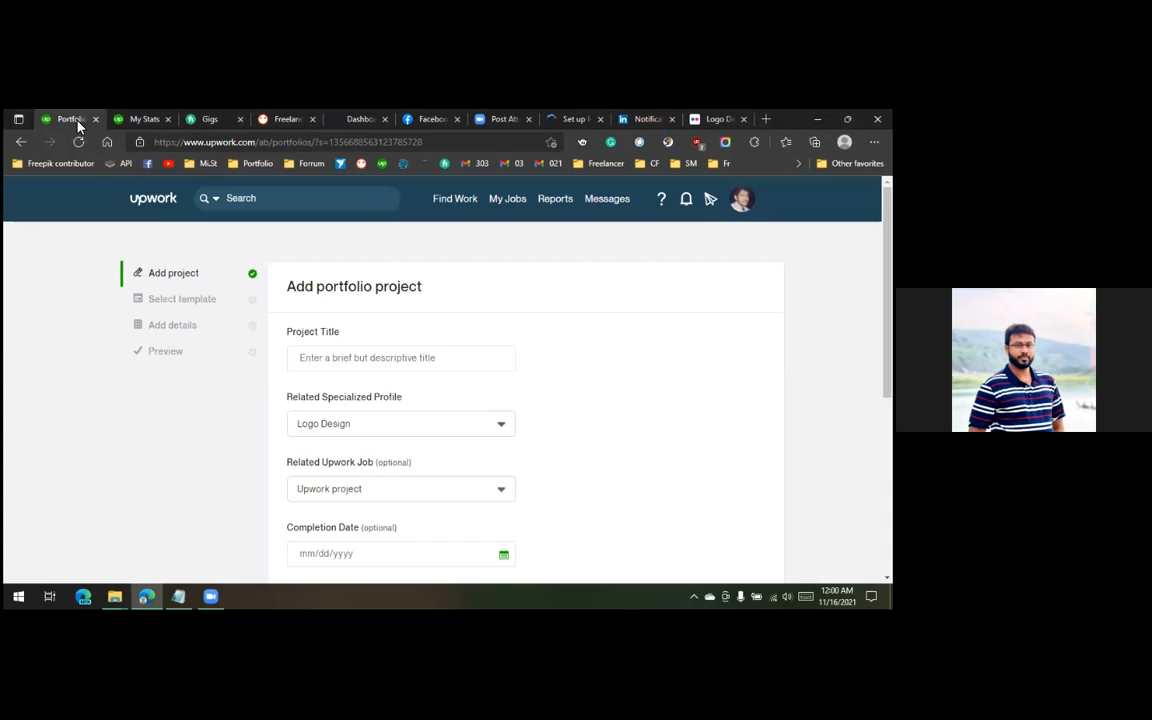 Portfolio
My Stats
Gigs
Freelanc
Dashbo
Facebo
Post Att
Set up
Notifica
Logo De
https://www.upwork.com/ab/portfolios/?s=1356688563123785728
Freepik contributor
API
MiSt
Portfolio
Forrum
303
03
021
Freelancer
CF
SM
Fr
Other favorites
upwork
Search
Find Work
My Jobs
Reports
Messages
?
Add project
Select template
Add details
Preview
Add portfolio project
Project Title
Enter a brief but descriptive title
Related Specialized Profile
Logo Design
Related Upwork Job (optional)
Upwork project
Completion Date (optional)
mm/dd/yyyy
12:00 AM
11/16/2021